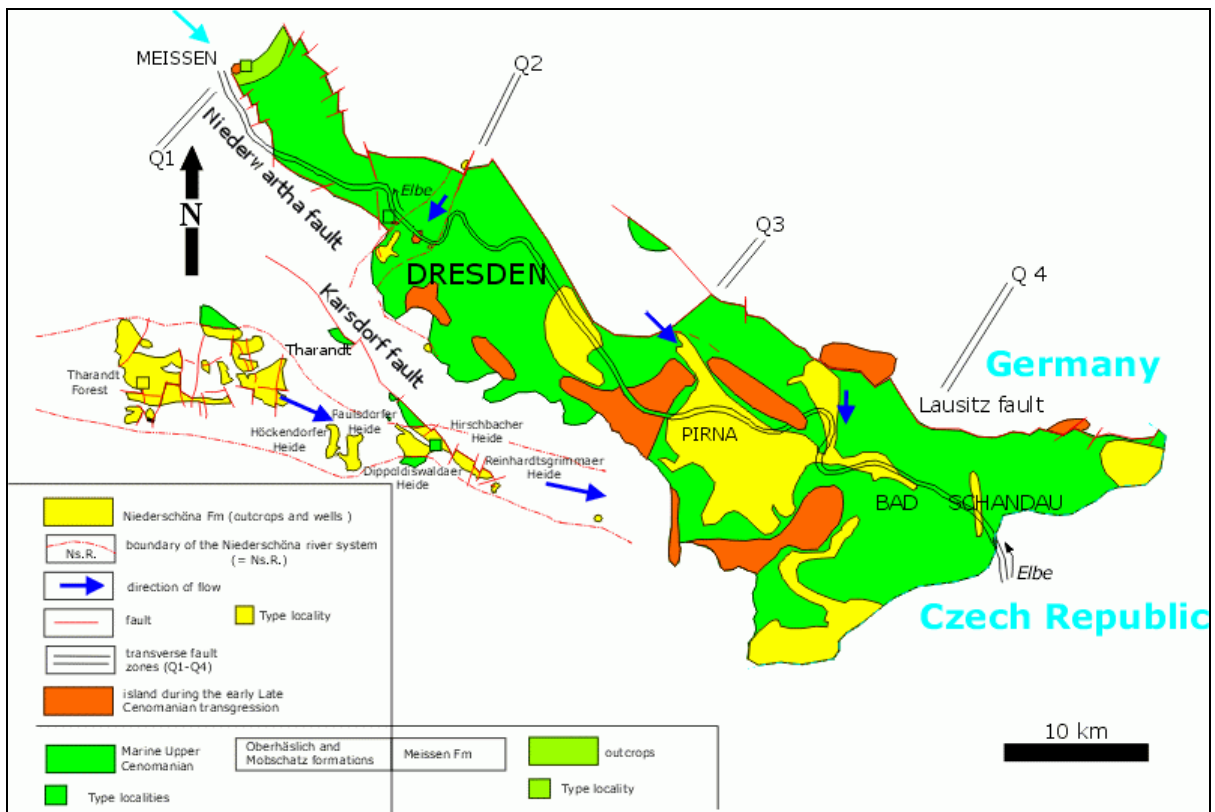 MEISSEN
Q2
Q1
Niederwartha fault
N
Elbe
Q3
DRESDEN
Q 4
Karsdorf fault
Germany
Tharandt
Tharandt
Forest
Lausitz fault
Paulsdorfer
Heide
Höckendorfer
Heide
Hirschbacher
Heide
PIRNA
Reinhardtsgrimmaer
Heide
Dippoldiswaldaer
Heide
BAD SCHANDAU
Elbe
Czech Republic
Niederschöna Fm (outcrops and wells )
Ns.R.
boundary of the Niederschöna river system
(= Ns.R.)
direction of flow
fault
Type locality
transverse fault
zones (Q1-Q4)
island during the early Late
Cenomanian transgression
10 km
Marine Upper
Cenomanian
Oberhäslich and
Mobschatz formations
Meissen Fm
outcrops
Type localities
Type locality